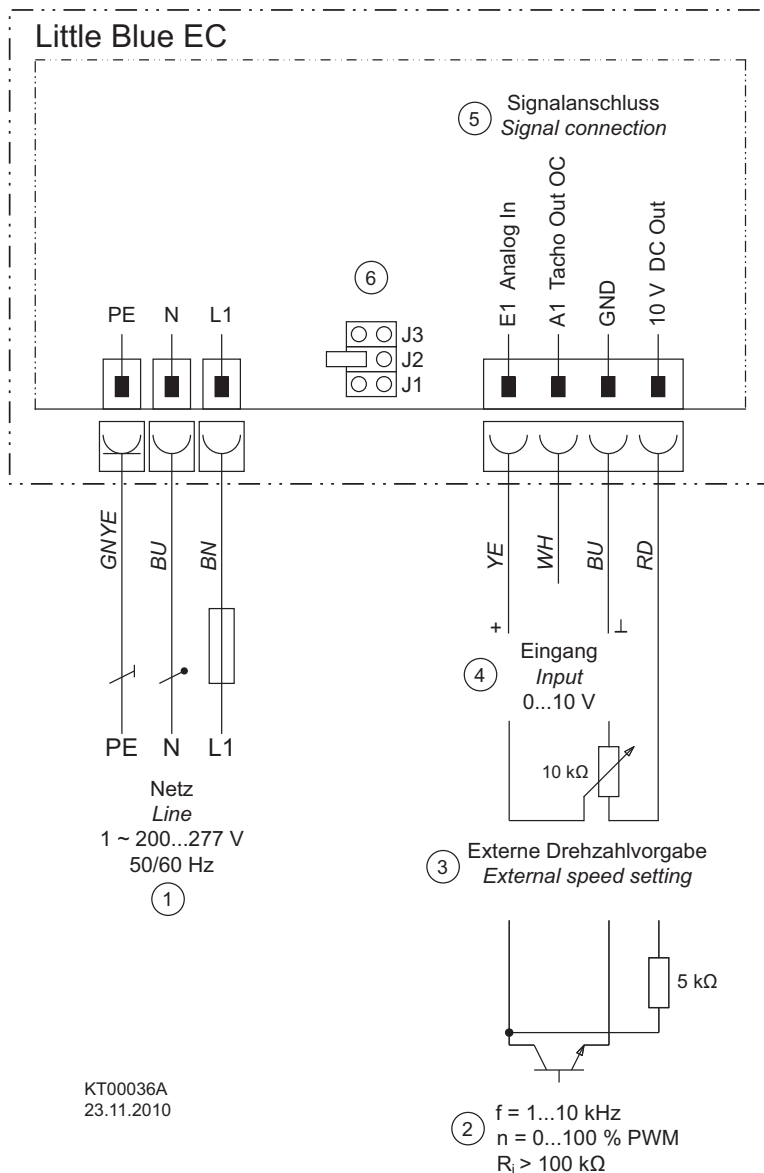 Little Blue EC
5
Signalanschluss
Signal connection
E1 Analog In
A1 Tacho Out OC
GND
10 V DC Out
6
PE
N
L1
J3
J2
J1
GNYE
BU
BN
YE
WH
BU
RD
+
4
Eingang
Input
0...10 V
PE
N
L1
10 kΩ
Netz
Line
1 ~ 200...277 V
50/60 Hz
1
3
Externe Drehzahlvorgabe
External speed setting
5 kΩ
KT00036A
23.11.2010
2
f = 1...10 kHz
n = 0...100 % PWM
Ri > 100 kΩ